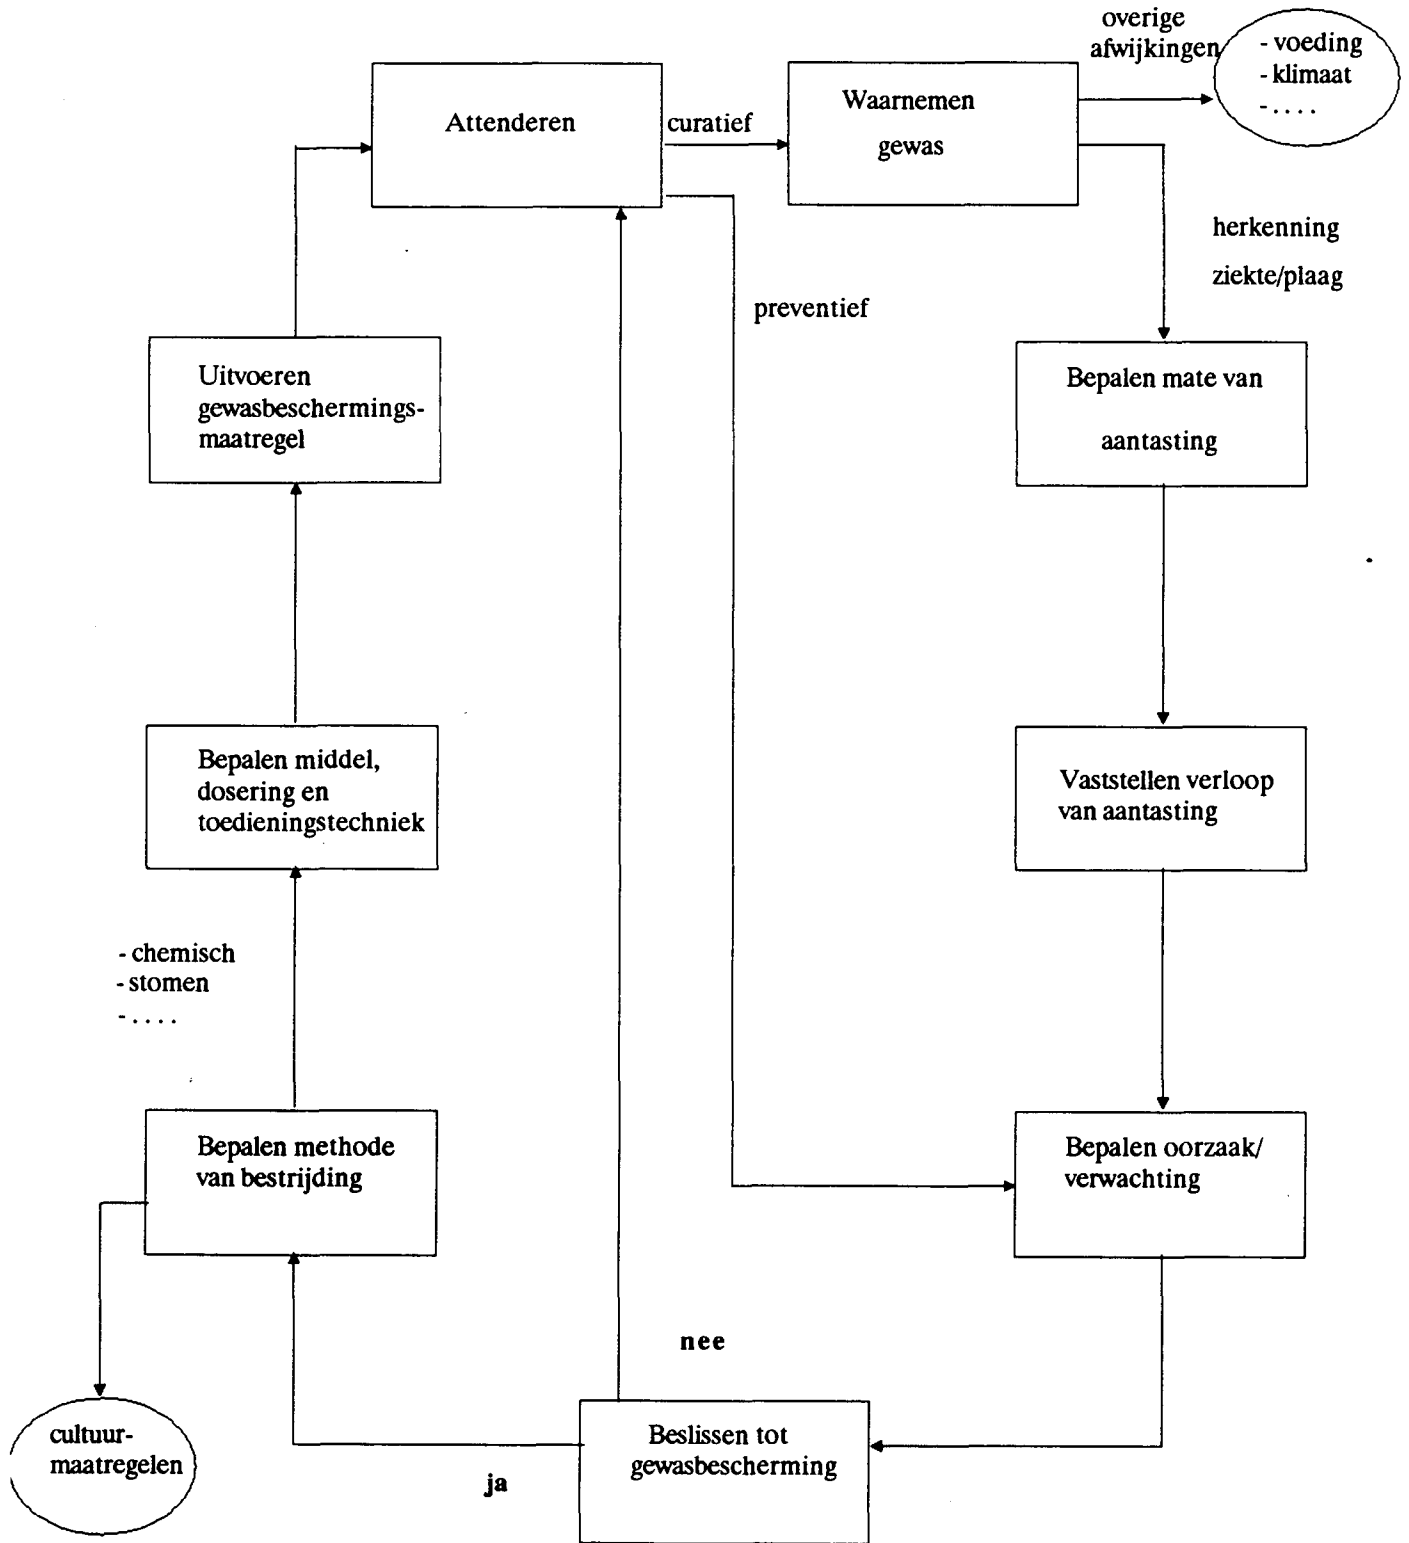 overige
afwijkingen
- voeding
- klimaat
- . . . .
Attenderen
curatief
Waarnemen
gewas
herkenning
ziekte/plaag
preventief
Uitvoeren
gewasbeschermings-
maatregel
Bepalen mate van
aantasting
Bepalen middel,
dosering en
toedieningstechniek
Vaststellen verloop
van aantasting
- chemisch
- stomen
- . . . .
Bepalen methode
van bestrijding
Bepalen oorzaak/
verwachting
nee
cultuur-
maatregelen
ja
Beslissen tot
gewasbescherming